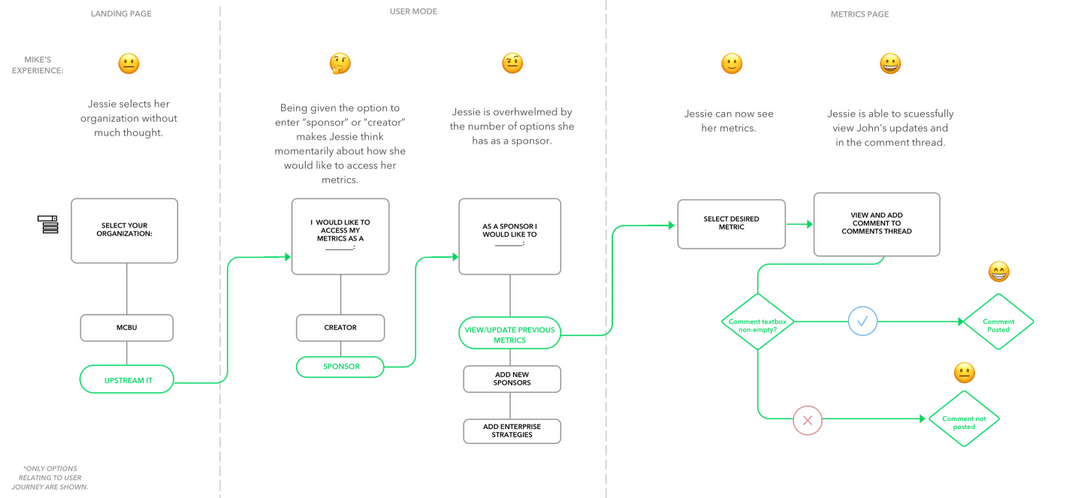 LANDING PAGE
USER MODE
METRICS PAGE
MIKE'S
EXPERIENCE:
Jessie selects her
organization without
much thought.
Being given the option to
enter “sponsor” or “creator”
makes Jessie think
momentarily about how she
would like to access her
metrics.
Jessie is overhwelmed by
the number of options she
has as a sponsor.
Jessie can now see
her metrics.
Jessie is able to scuessfully
view John's updates and
in the comment thread.
SELECT YOUR
ORGANIZATION:
MCBU
UPSTREAM IT
I WOULD LIKE TO
ACCESS MY
METRICS AS A
________:
CREATOR
SPONSOR
AS A SPONSOR I
WOULD LIKE TO
________:
VIEW/UPDATE PREVIOUS
METRICS
ADD NEW
SPONSORS
ADD ENTERPRISE
STRATEGIES
SELECT DESIRED
METRIC
VIEW AND ADD
COMMENT TO
COMMENTS THREAD
Comment textbox
non-empty?
Comment
Posted
Comment not
posted
*ONLY OPTIONS
RELATING TO USER
JOURNEY ARE SHOWN.